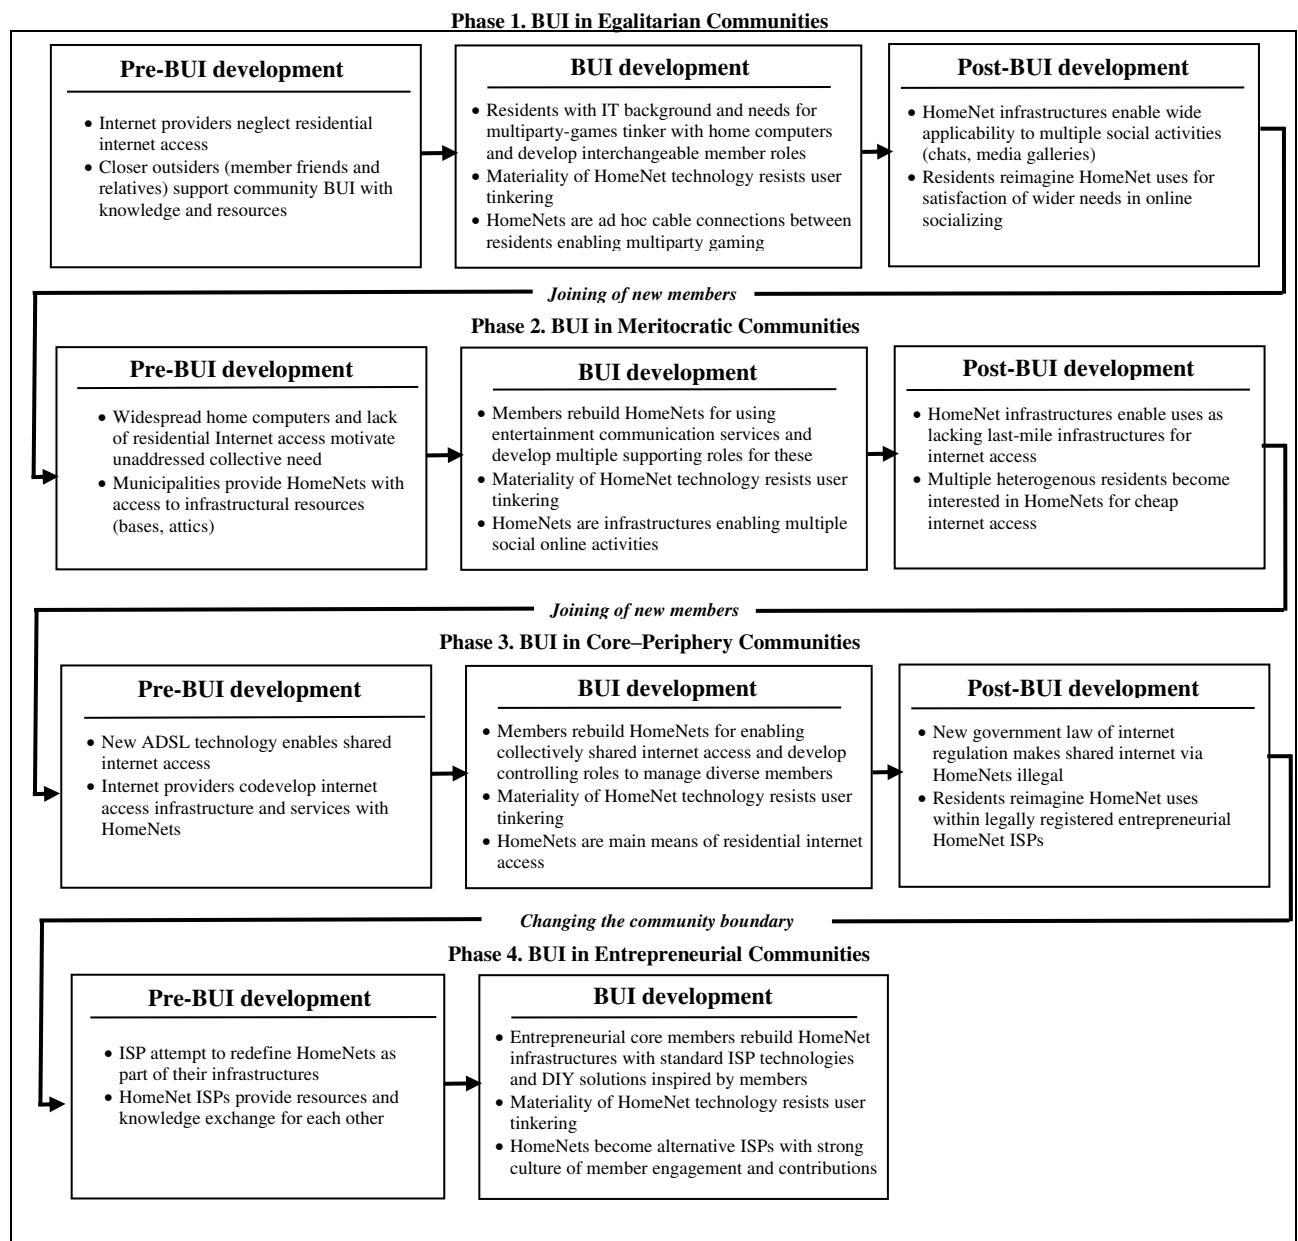 Phase 1. BUI in Egalitarian Communities
Pre-BUI development
• Internet providers neglect residential
internet access
• Closer outsiders (member friends and
relatives) support community BUI with
knowledge and resources
BUI development
• Residents with IT background and needs for
multiparty-games tinker with home computers
and develop interchangeable member roles
• Materiality of HomeNet technology resists user
tinkering
• HomeNets are ad hoc cable connections between
residents enabling multiparty gaming
Post-BUI development
• HomeNet infrastructures enable wide
applicability to multiple social activities
(chats, media galleries)
• Residents reimagine HomeNet uses for
satisfaction of wider needs in online
socializing
Joining of new members
Phase 2. BUI in Meritocratic Communities
Pre-BUI development
• Widespread home computers and lack
of residential Internet access motivate
unaddressed collective need
• Municipalities provide HomeNets with
access to infrastructural resources
(bases, attics)
BUI development
• Members rebuild HomeNets for using
entertainment communication services and
develop multiple supporting roles for these
• Materiality of HomeNet technology resists user
tinkering
• HomeNets are infrastructures enabling multiple
social online activities
Post-BUI development
• HomeNet infrastructures enable uses as
lacking last-mile infrastructures for
internet access
• Multiple heterogenous residents become
interested in HomeNets for cheap
internet access
Joining of new members
Phase 3. BUI in Core–Periphery Communities
Pre-BUI development
• New ADSL technology enables shared
internet access
• Internet providers codevelop internet
access infrastructure and services with
HomeNets
BUI development
• Members rebuild HomeNets for enabling
collectively shared internet access and develop
controlling roles to manage diverse members
• Materiality of HomeNet technology resists user
tinkering
• HomeNets are main means of residential internet
access
Post-BUI development
• New government law of internet
regulation makes shared internet via
HomeNets illegal
• Residents reimagine HomeNet uses
within legally registered entrepreneurial
HomeNet ISPs
Changing the community boundary
Phase 4. BUI in Entrepreneurial Communities
Pre-BUI development
• ISP attempt to redefine HomeNets as
part of their infrastructures
• HomeNet ISPs provide resources and
knowledge exchange for each other
BUI development
• Entrepreneurial core members rebuild HomeNet
infrastructures with standard ISP technologies
and DIY solutions inspired by members
• Materiality of HomeNet technology resists user
tinkering
• HomeNets become alternative ISPs with strong
culture of member engagement and contributions